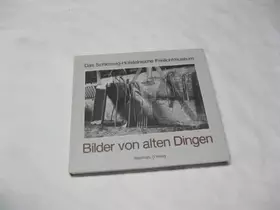 Das Schleswig-Holsteinische Freilichtmuseum
Bilder von alten Dingen